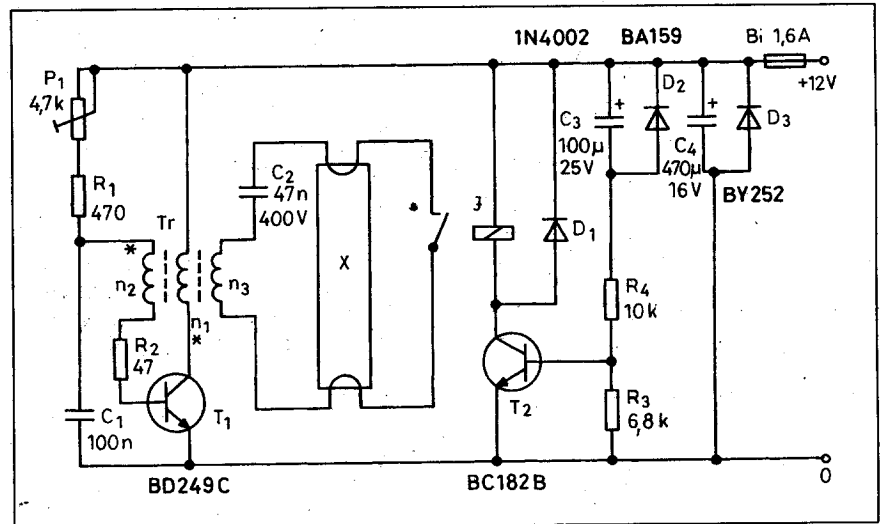 1N4002 BA159 Bi 1,6A
+12V
P1
4,7k
R1
470
Tr
*
n2
n1
*
n3
R2
47
C1
100n
T1
BD249C
C2
47n
400V
X
*
J
D1
T2
BC182B
C3
+
100µ
25V
D2
C4
+
470µ
16V
D3
BY252
R4
10k
R3
6,8k
0